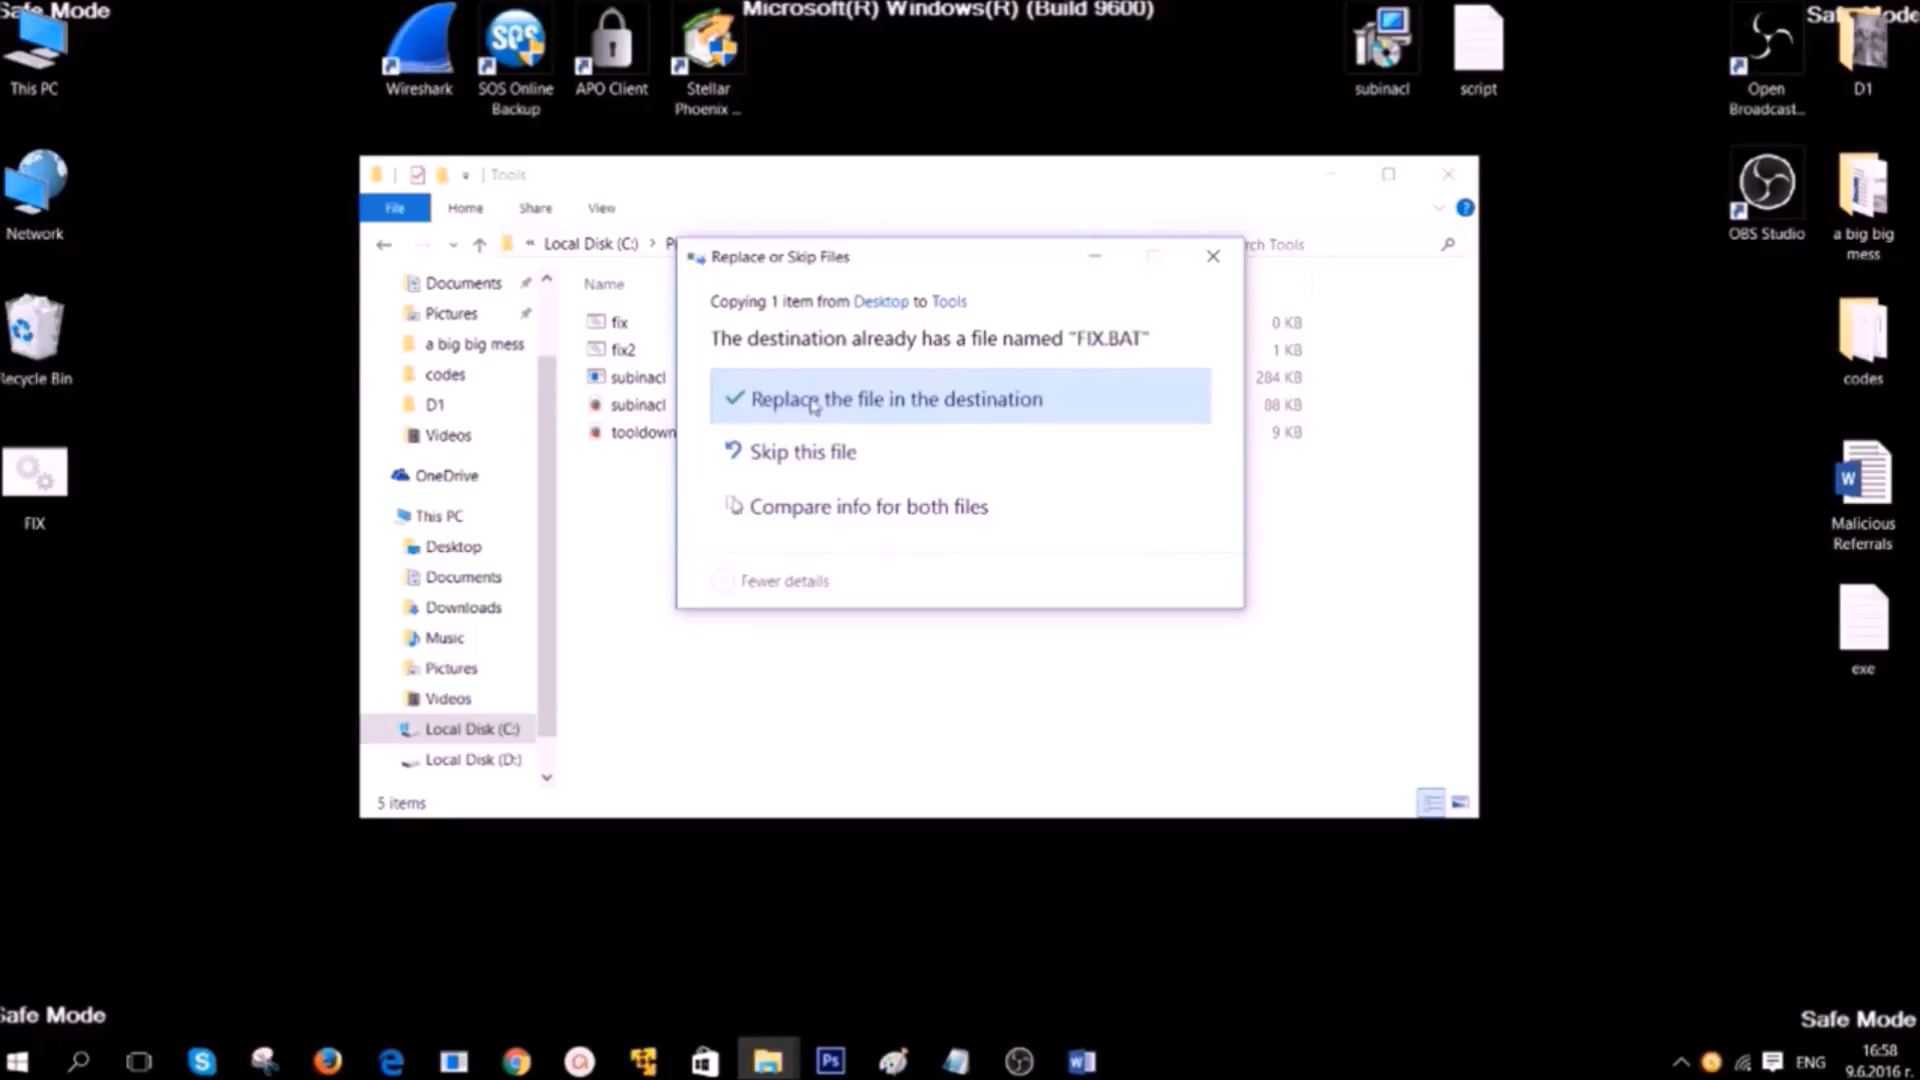 Safe Mode
Microsoft(R) Windows(R) (Build 9600)
Safe Mode
This PC
Wireshark
SOS Online
Backup
APO Client
Stellar
Phoenix ...
subinacl
script
Open
Broadcast...
D1
Network
OBS Studio
a big big
mess
Recycle Bin
codes
FIX
Malicious
Referrals
exe
Tools
File
Home
Share
View
Local Disk (C:)
Tools
Documents
Pictures
a big big mess
codes
D1
Videos
OneDrive
This PC
Desktop
Documents
Downloads
Music
Pictures
Videos
Local Disk (C:)
Local Disk (D:)
5 items
Name
fix
0 KB
fix2
1 KB
subinacl
284 KB
subinacl
88 KB
tooldown
9 KB
Replace or Skip Files
Copying 1 item from Desktop to Tools
The destination already has a file named "FIX.BAT"
Replace the file in the destination
Skip this file
Compare info for both files
Fewer details
Safe Mode
Safe Mode
ENG
16:58
9.6.2016 г.